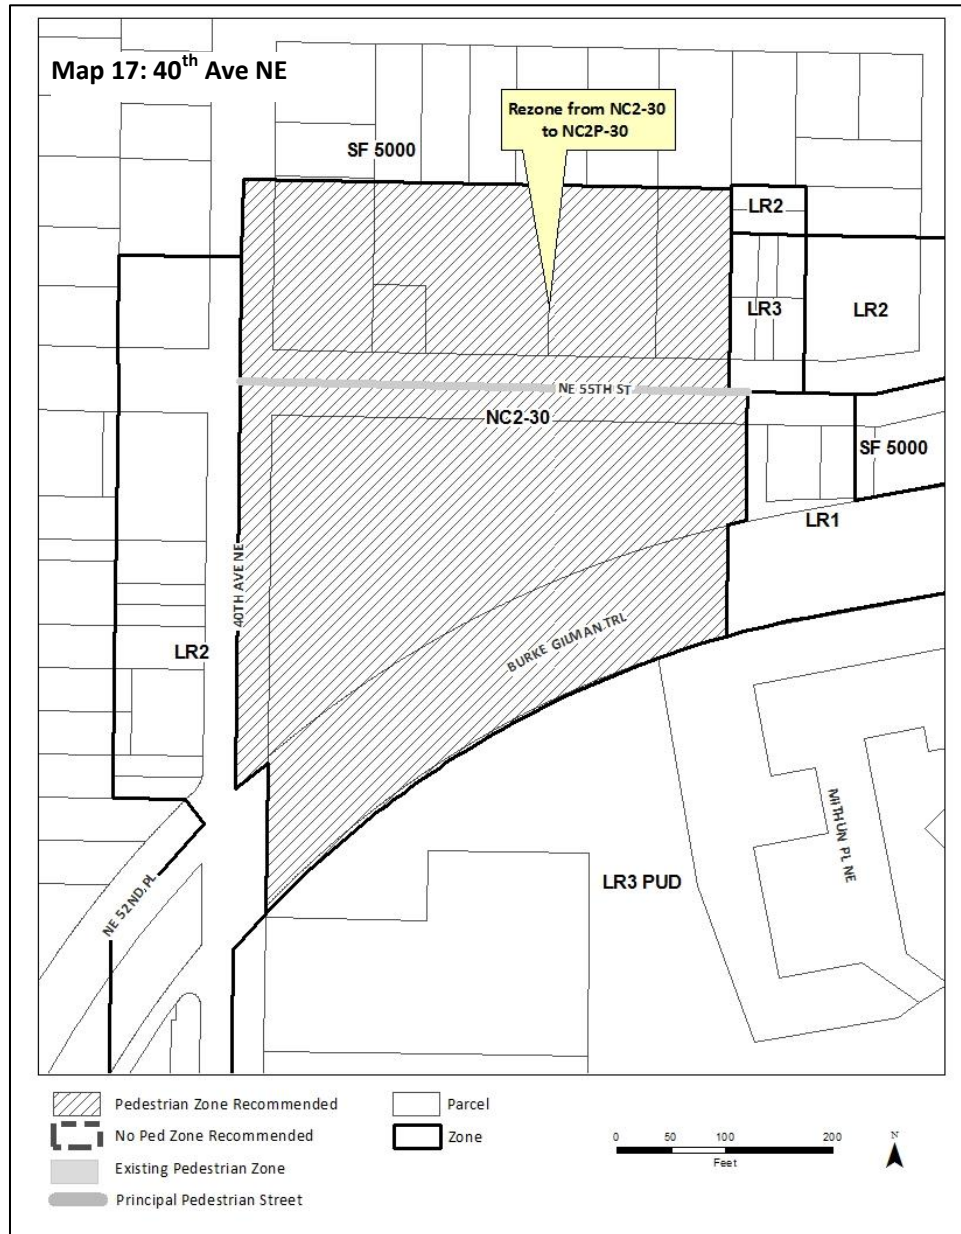 Map 17: 40th Ave NE
Rezone from NC2-30
to NC2P-30
SF 5000
LR2
LR3
LR2
NE 55TH ST
NC2-30
SF 5000
LR1
40TH AVE NE
BURKE GILMAN TRL
LR2
MITHUN PL NE
LR3 PUD
NE 52ND PL
Pedestrian Zone Recommended
Parcel
No Ped Zone Recommended
Zone
Existing Pedestrian Zone
Principal Pedestrian Street
0 50 100 200
Feet
N